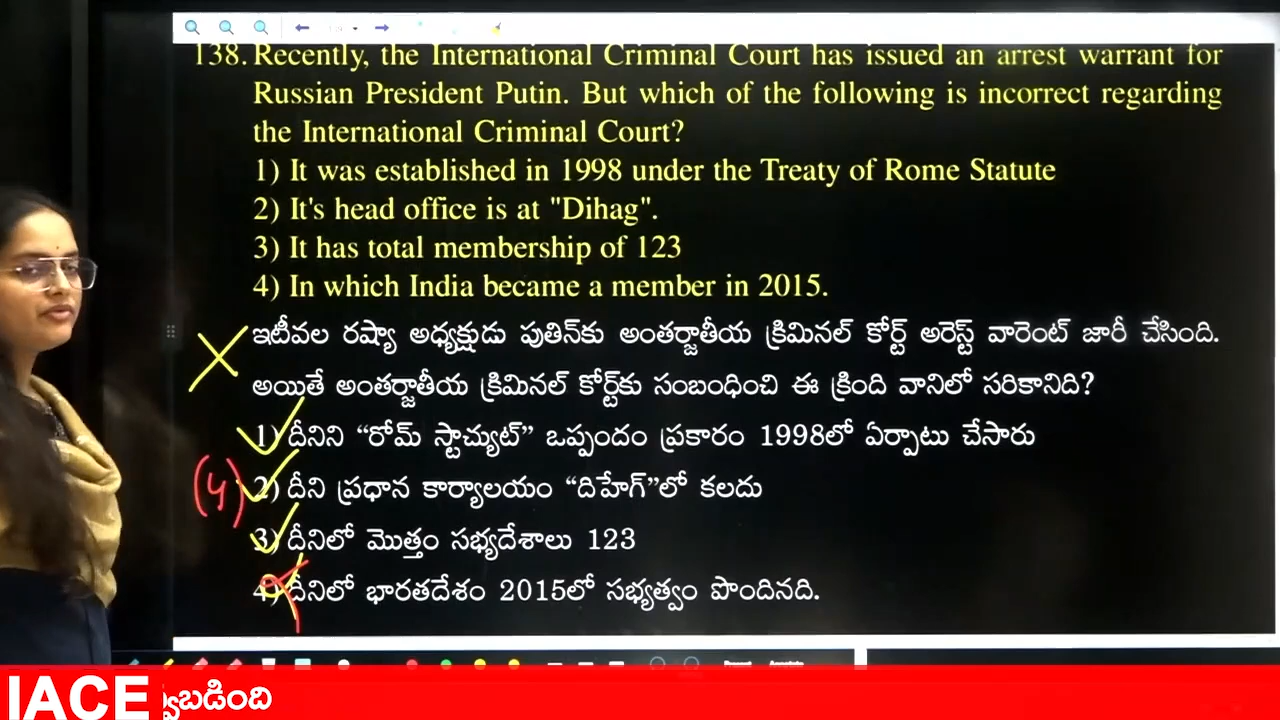 138. Recently, the International Criminal Court has issued an arrest warrant for
Russian President Putin. But which of the following is incorrect regarding
the International Criminal Court?
1) It was established in 1998 under the Treaty of Rome Statute
2) It's head office is at "Dihag".
3) It has total membership of 123
4) In which India became a member in 2015.
ఇటీవల రష్యా అధ్యక్షుడు పుతిన్‌కు అంతర్జాతీయ క్రిమినల్ కోర్ట్ అరెస్ట్ వారెంట్ జారీ చేసింది.
అయితే అంతర్జాతీయ క్రిమినల్ కోర్ట్‌కు సంబంధించి ఈ క్రింది వానిలో సరికానిది?
1) దీనిని “రోమ్ స్టాచ్యుట్” ఒప్పందం ప్రకారం 1998లో ఏర్పాటు చేసారు
(4)
2) దీని ప్రధాన కార్యాలయం “దిహేగ్”లో కలదు
3) దీనిలో మొత్తం సభ్యదేశాలు 123
4) దీనిలో భారతదేశం 2015లో సభ్యత్వం పొందినది.
IACE